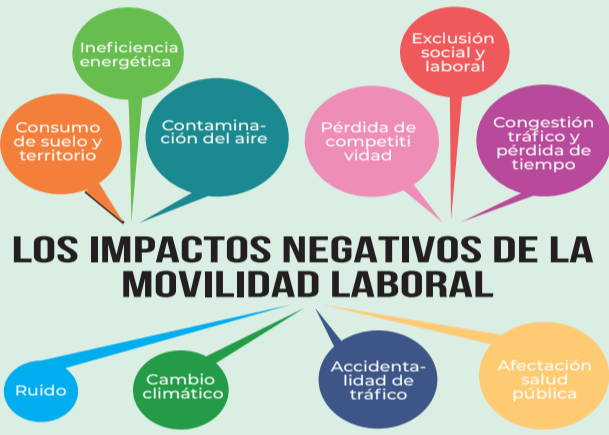 Ineficiencia
energética
Exclusión
social y
laboral
Consumo
de suelo y
territorio
Contamina-
ción del aire
Pérdida de
competiti
vidad
Congestión
tráfico y
pérdida de
tiempo
LOS IMPACTOS NEGATIVOS DE LA
MOVILIDAD LABORAL
Ruido
Cambio
climático
Accidenta-
lidad de
tráfico
Afectación
salud
pública